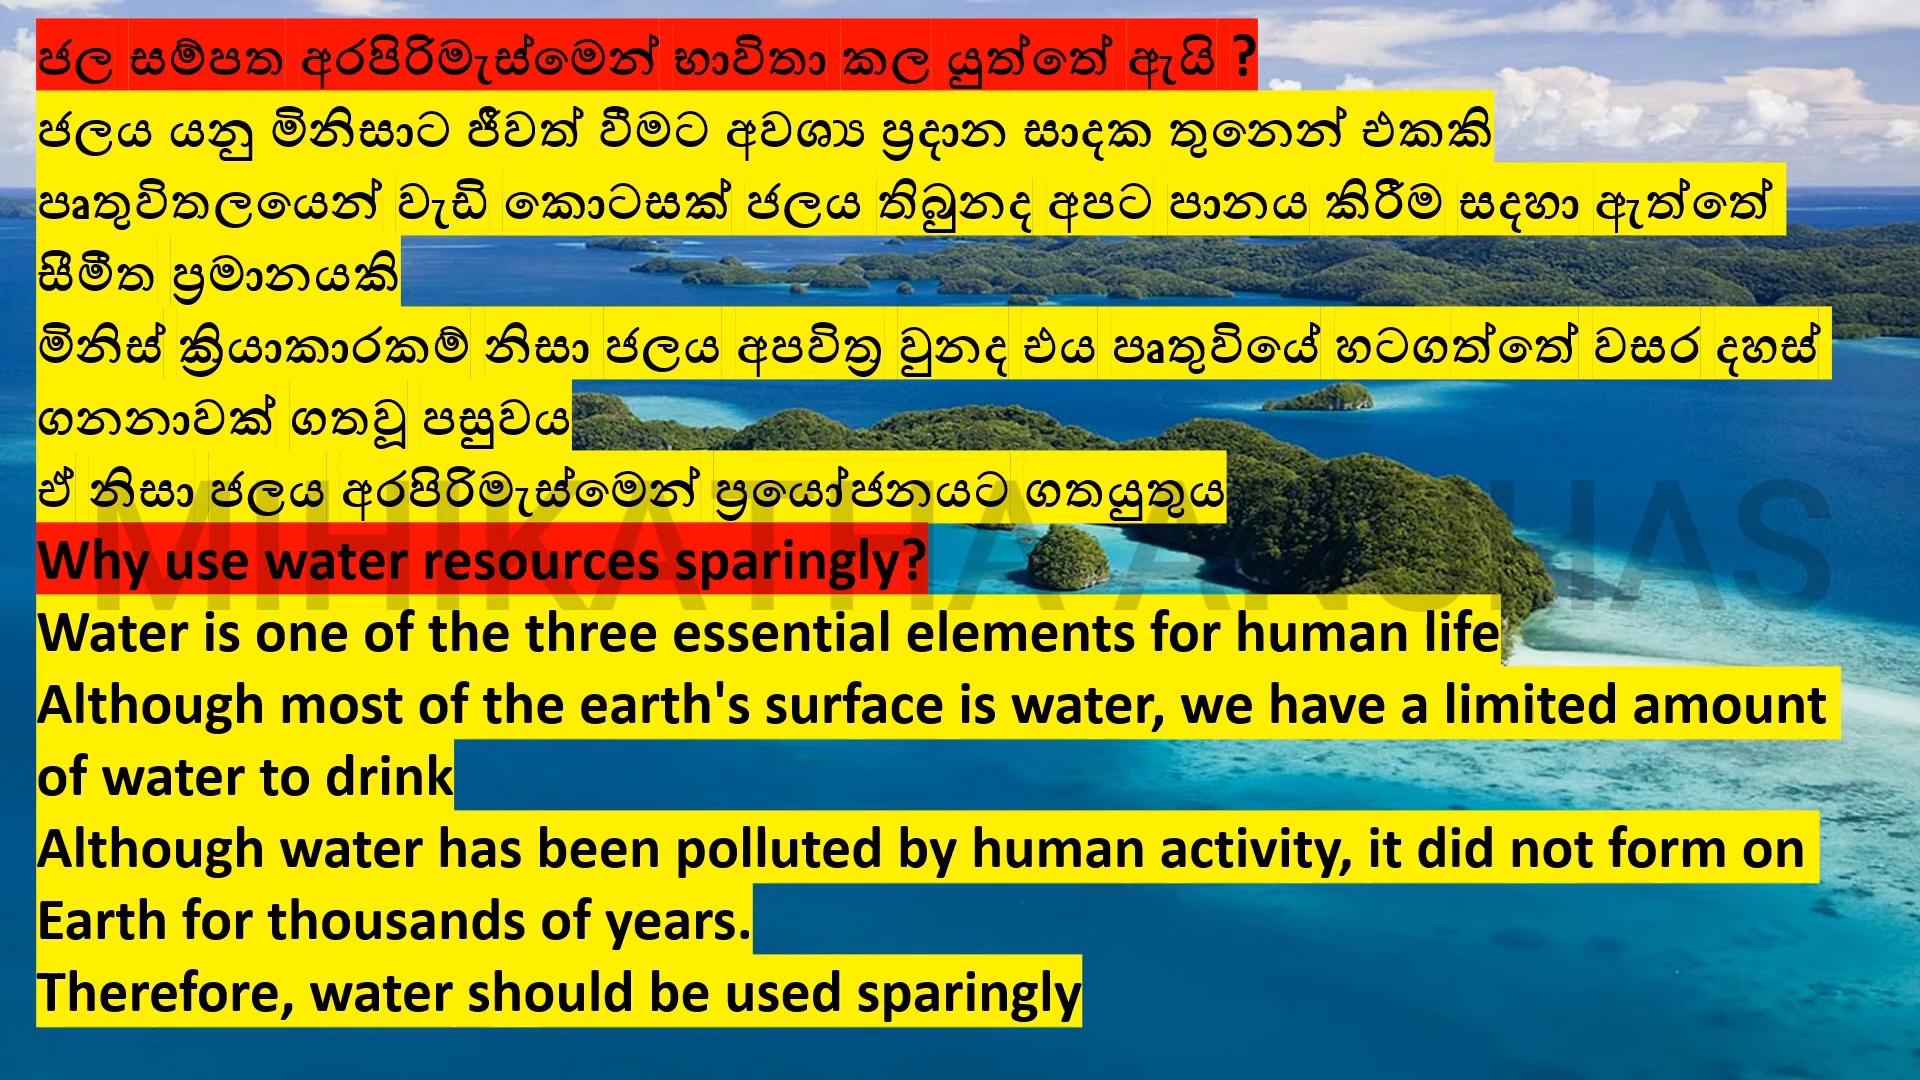 ජල සම්පත අරපිරිමැස්මෙන් භාවිතා කල යුත්තේ ඇයි ?
ජලය යනු මිනිසාට ජීවත් වීමට අවශ්‍ය ප්‍රදාන සාදක තුනෙන් එකකි
පෘතුවිතලයෙන් වැඩි කොටසක් ජලය තිබුනද අපට පානය කිරීම සදහා ඇත්තේ
සීමීත ප්‍රමානයකි
මිනිස් ක්‍රියාකාරකම් නිසා ජලය අපවිත්‍ර වුනද එය පෘතුවියේ හටගත්තේ වසර දහස්
ගනනාවක් ගතවූ පසුවය
ඒ නිසා ජලය අරපිරිමැස්මෙන් ප්‍රයෝජනයට ගතයුතුය
Why use water resources sparingly?
Water is one of the three essential elements for human life
Although most of the earth's surface is water, we have a limited amount
of water to drink
Although water has been polluted by human activity, it did not form on
Earth for thousands of years.
Therefore, water should be used sparingly